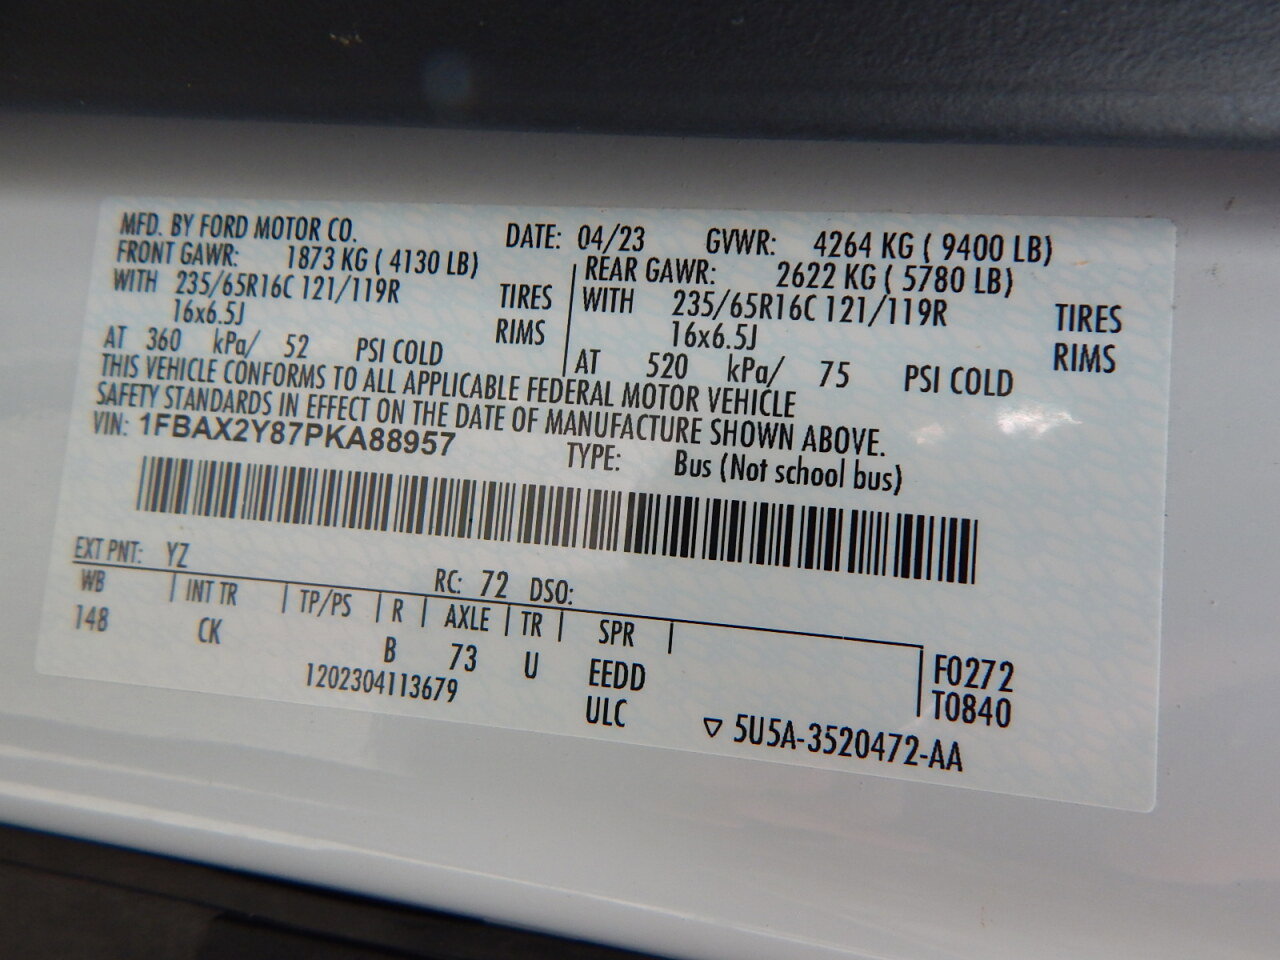 MFD. BY FORD MOTOR CO. DATE: 04/23 GVWR: 4264 KG ( 9400 LB)
FRONT GAWR: 1873 KG ( 4130 LB) REAR GAWR: 2622 KG ( 5780 LB)
WITH 235/65R16C 121/119R TIRES WITH 235/65R16C 121/119R TIRES
16x6.5J RIMS 16x6.5J RIMS
AT 360 kPa/ 52 PSI COLD AT 520 kPa/ 75 PSI COLD
THIS VEHICLE CONFORMS TO ALL APPLICABLE FEDERAL MOTOR VEHICLE
SAFETY STANDARDS IN EFFECT ON THE DATE OF MANUFACTURE SHOWN ABOVE.
VIN: 1FBAX2Y87PKA88957 TYPE: Bus (Not school bus)
EXT PNT: YZ RC: 72 DSO:
WB INT TR TP/PS R AXLE TR SPR
148 CK B 73 U EEDD F0272
1202304113679 ULC T0840
5U5A-3520472-AA